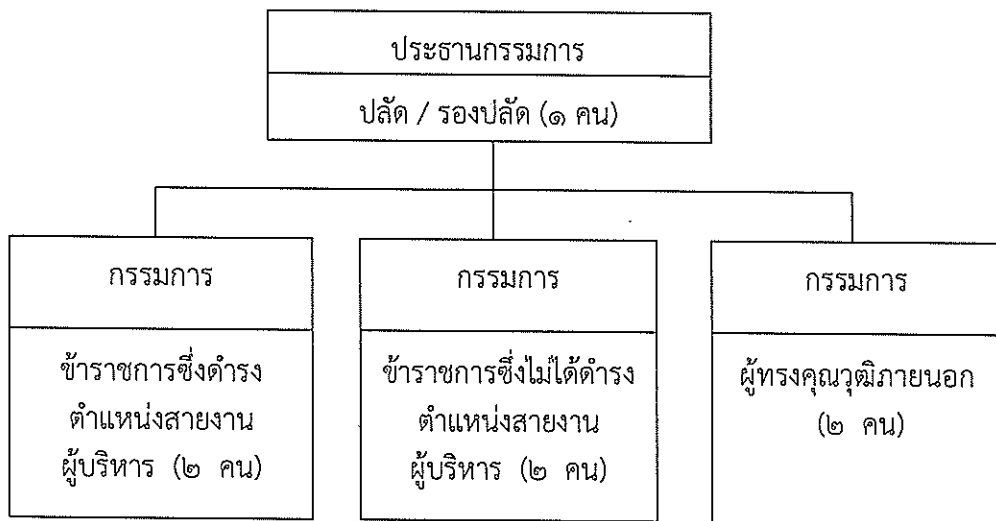 ประธานกรรมการ
ปลัด / รองปลัด (๑ คน)
กรรมการ
ข้าราชการซึ่งดำรง
ตำแหน่งสายงาน
ผู้บริหาร (๒ คน)
กรรมการ
ข้าราชการซึ่งไม่ได้ดำรง
ตำแหน่งสายงาน
ผู้บริหาร (๒ คน)
กรรมการ
ผู้ทรงคุณวุฒิภายนอก
(๒ คน)